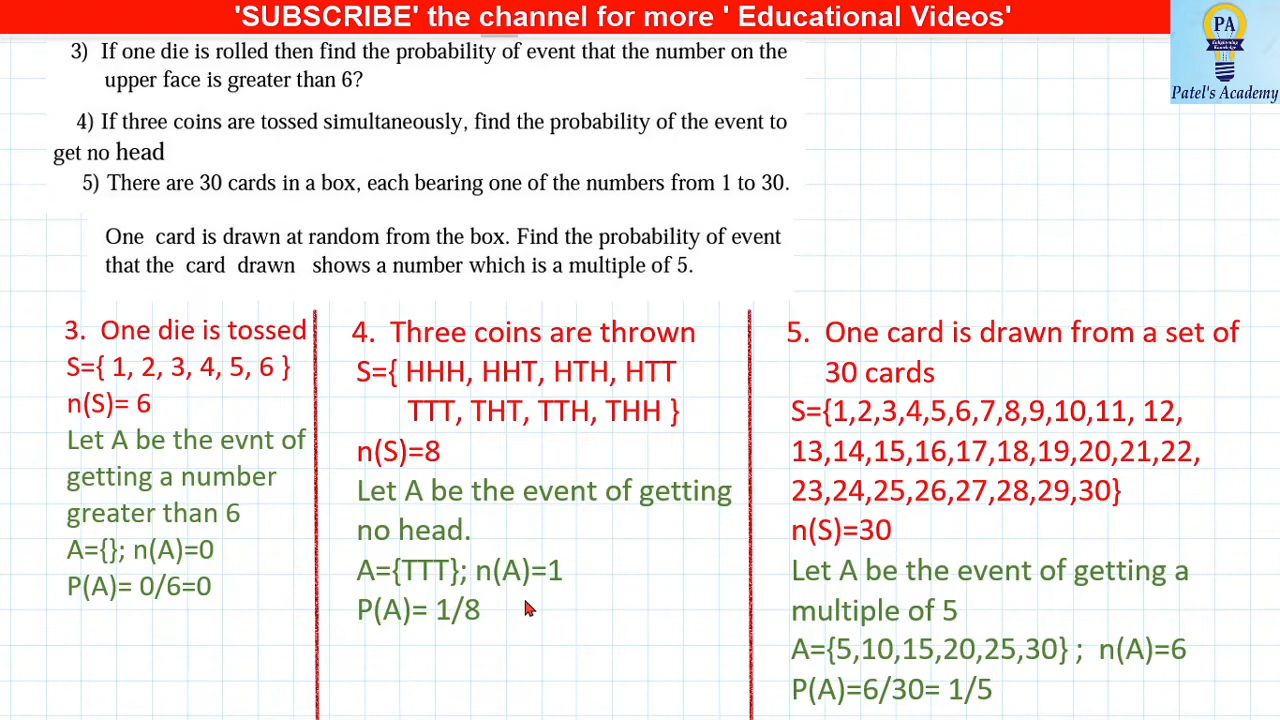 'SUBSCRIBE' the channel for more ' Educational Videos'
PA
Patel's Academy
3) If one die is rolled then find the probability of event that the number on the
upper face is greater than 6?
4) If three coins are tossed simultaneously, find the probability of the event to
get no head
5) There are 30 cards in a box, each bearing one of the numbers from 1 to 30.
One card is drawn at random from the box. Find the probability of event
that the card drawn shows a number which is a multiple of 5.
3. One die is tossed
S={ 1, 2, 3, 4, 5, 6 }
n(S)= 6
Let A be the evnt of
getting a number
greater than 6
A={}; n(A)=0
P(A)= 0/6=0
4. Three coins are thrown
S={ HHH, HHT, HTH, HTT
TTT, THT, TTH, THH }
n(S)=8
Let A be the event of getting
no head.
A={TTT}; n(A)=1
P(A)= 1/8
5. One card is drawn from a set of
30 cards
S={1,2,3,4,5,6,7,8,9,10,11, 12,
13,14,15,16,17,18,19,20,21,22,
23,24,25,26,27,28,29,30}
n(S)=30
Let A be the event of getting a
multiple of 5
A={5,10,15,20,25,30} ; n(A)=6
P(A)=6/30= 1/5